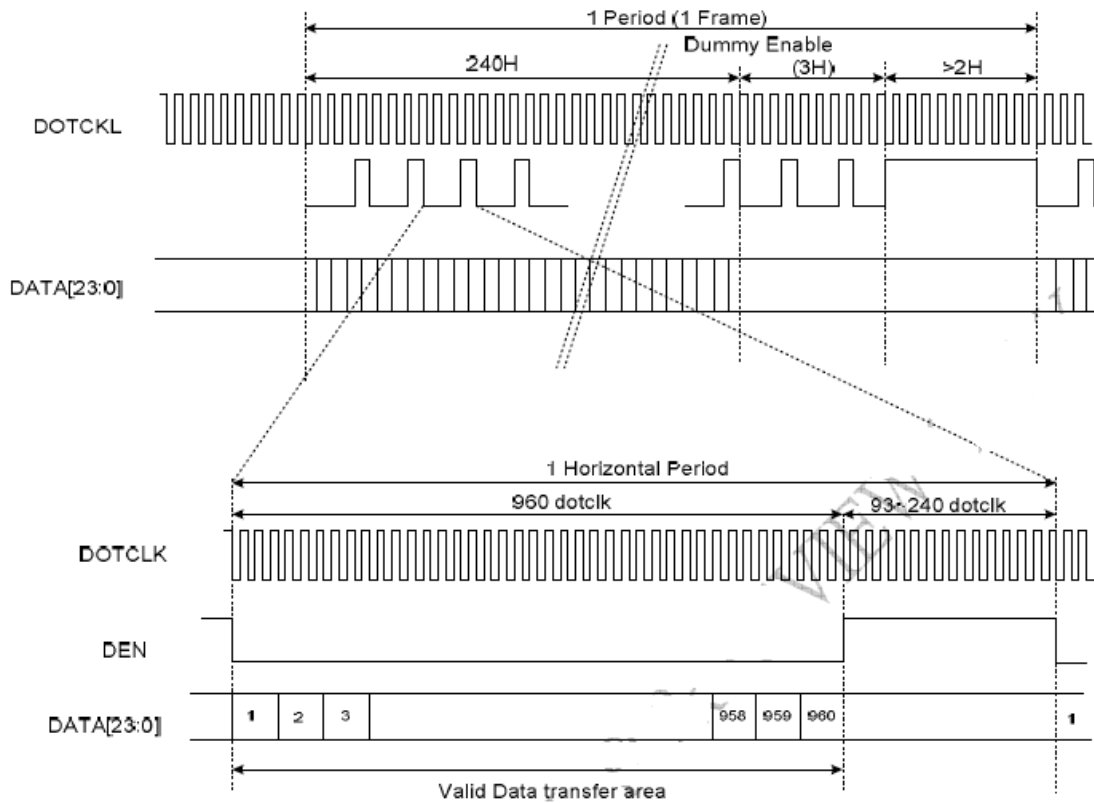 1 Period (1 Frame)
Dummy Enable
240H
(3H)
>2H
DOTCKL
DATA[23:0]
1 Horizontal Period
960 dotclk
93~240 dotclk
DOTCLK
VIEW
DEN
DATA[23:0]
1
2
3
958
959
960
1
Valid Data transfer area